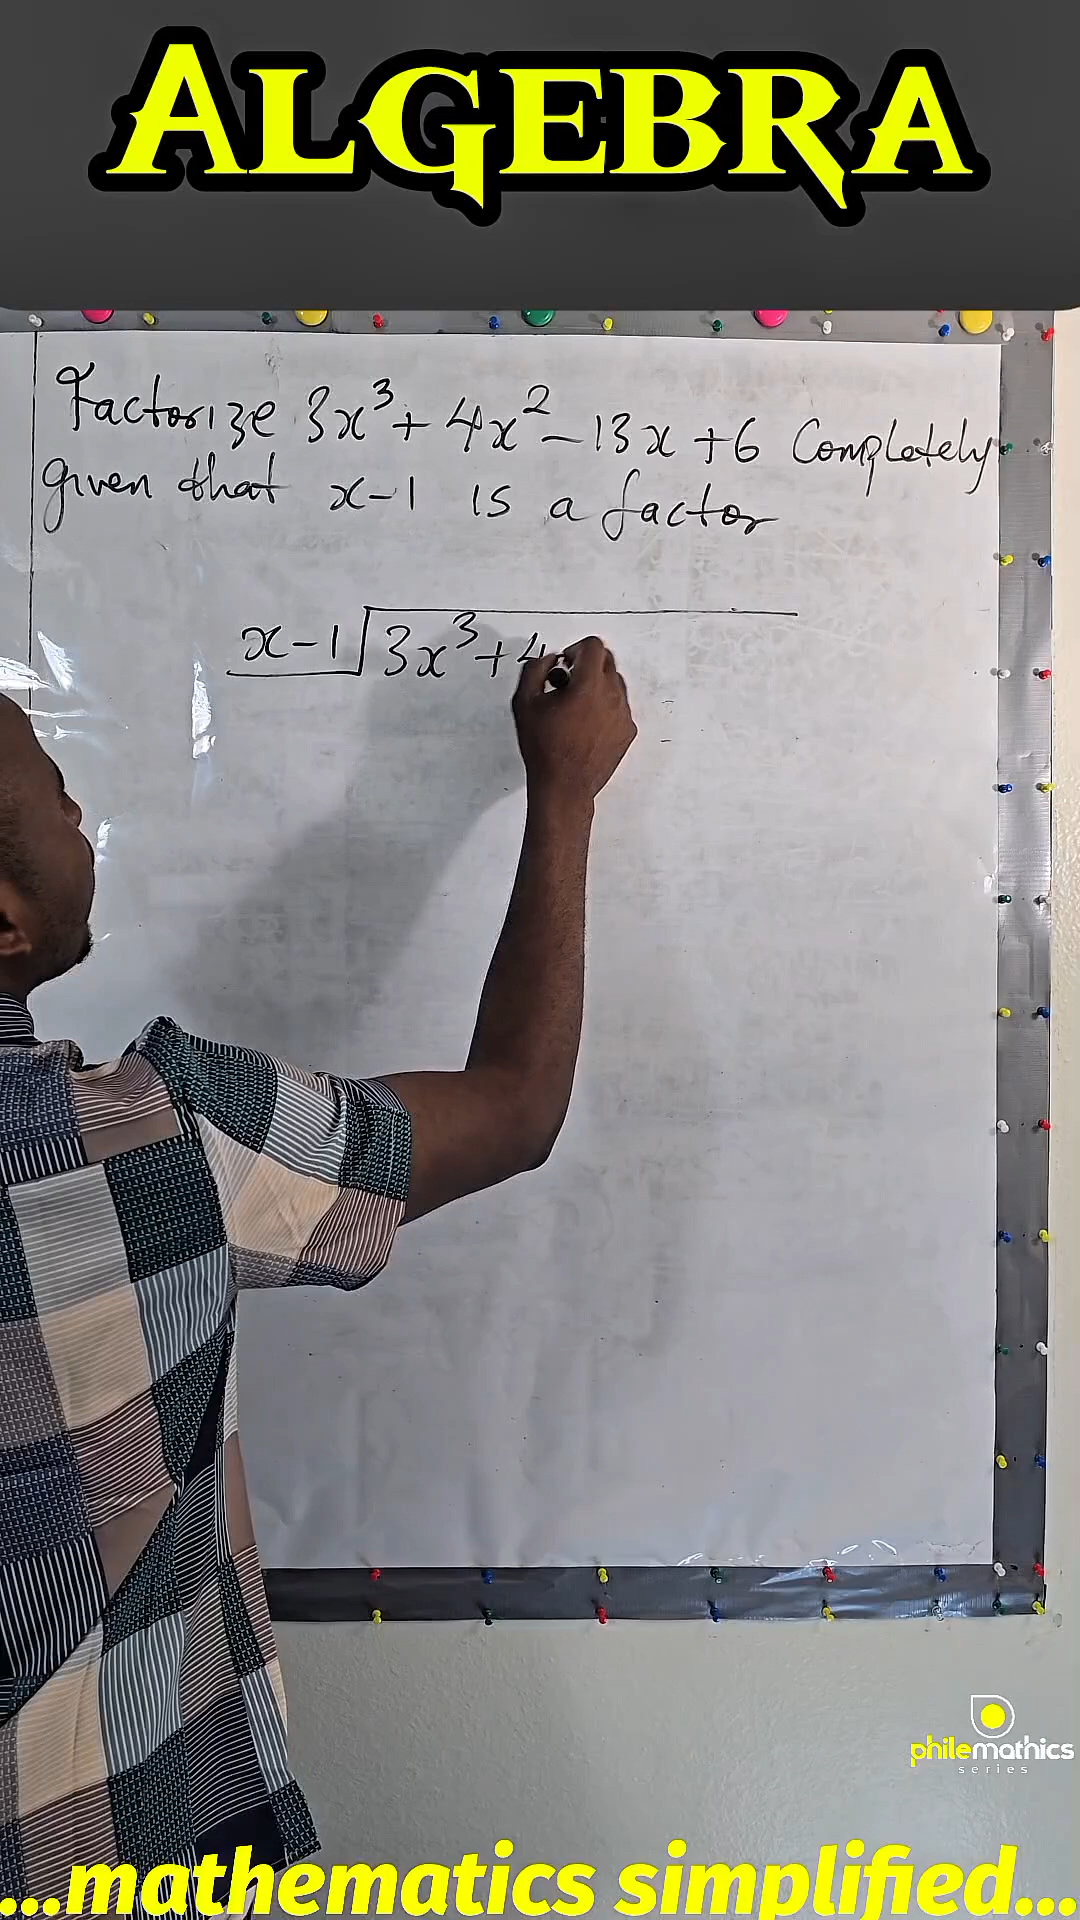 ALGEBRA
Factorize 3x³ + 4x² - 13x + 6 Completely
given that x-1 is a factor
x-1 3x³+4
philemathics
series
...mathematics simplified...